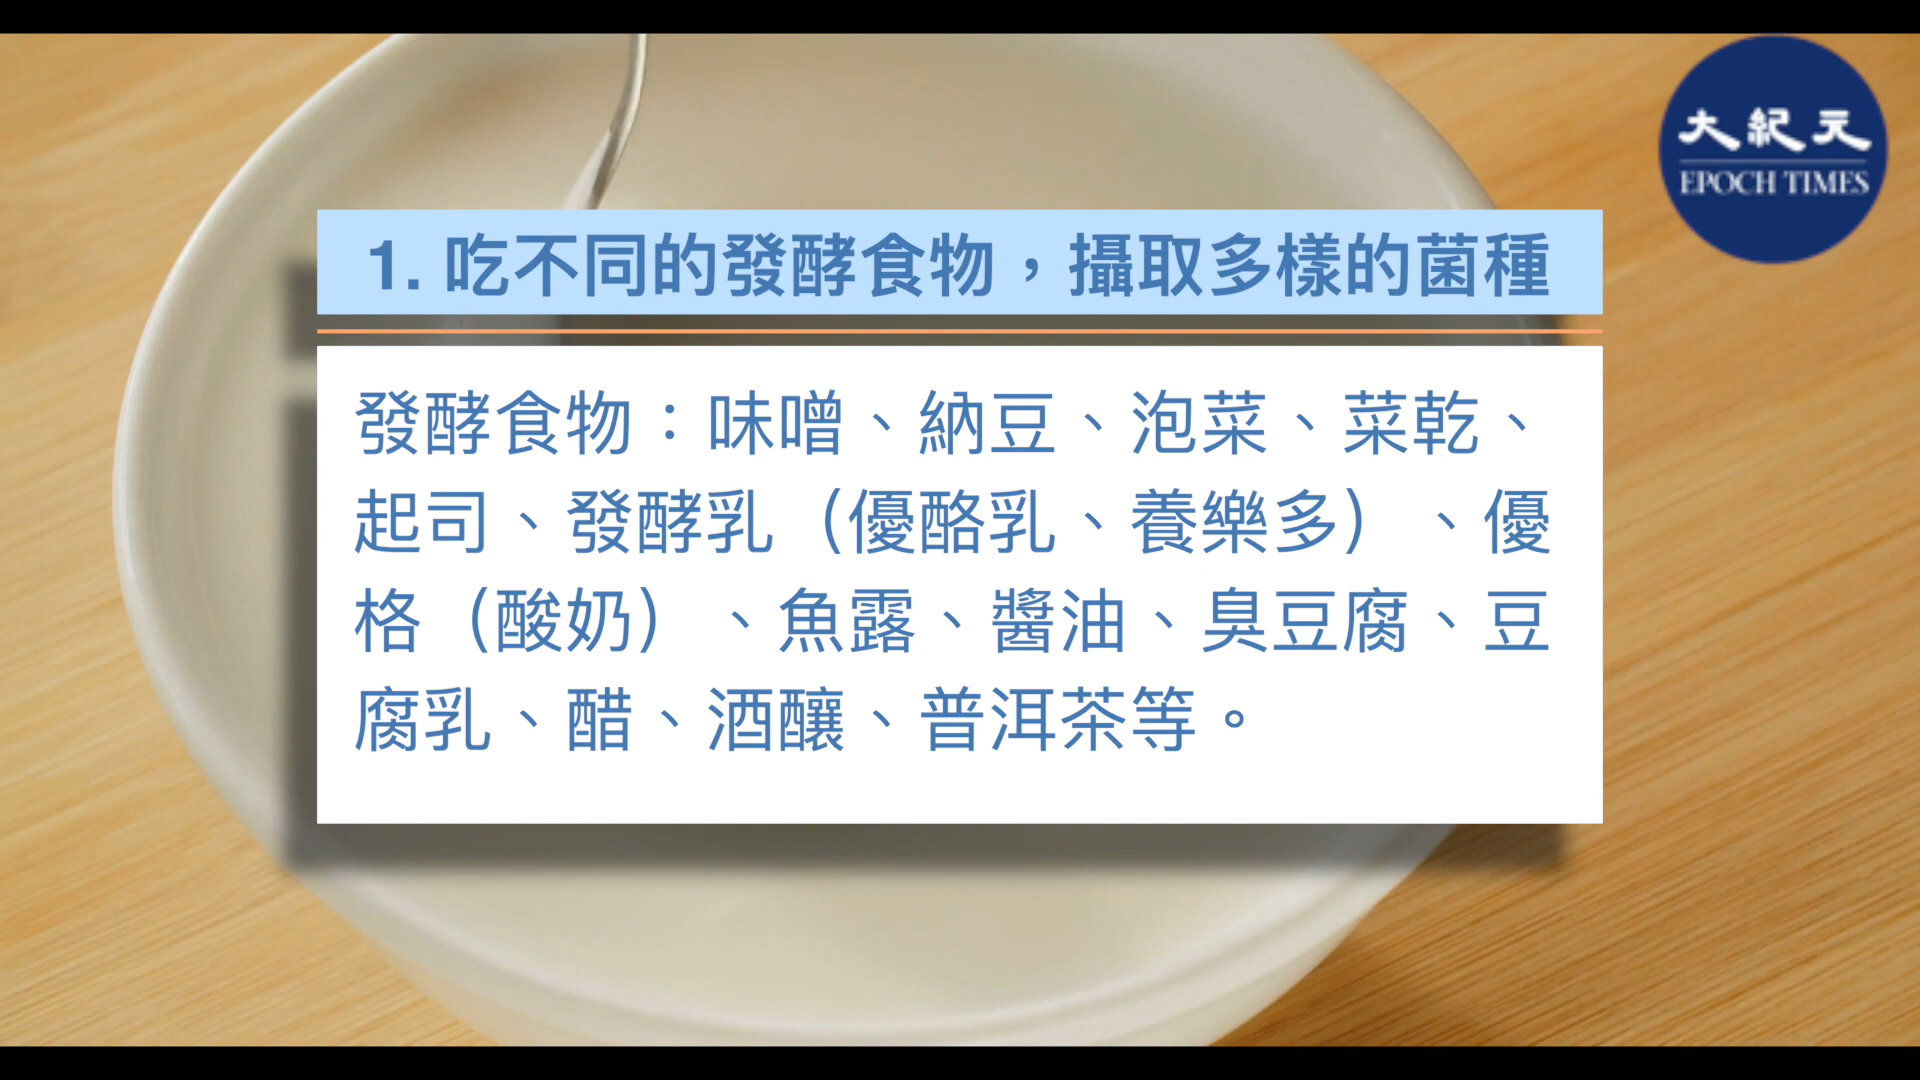 大紀元
EPOCH TIMES
1. 吃不同的發酵食物，攝取多樣的菌種
發酵食物：味噌、納豆、泡菜、菜乾、
起司、發酵乳（優酪乳、養樂多）、優
格（酸奶）、魚露、醬油、臭豆腐、豆
腐乳、醋、酒釀、普洱茶等。